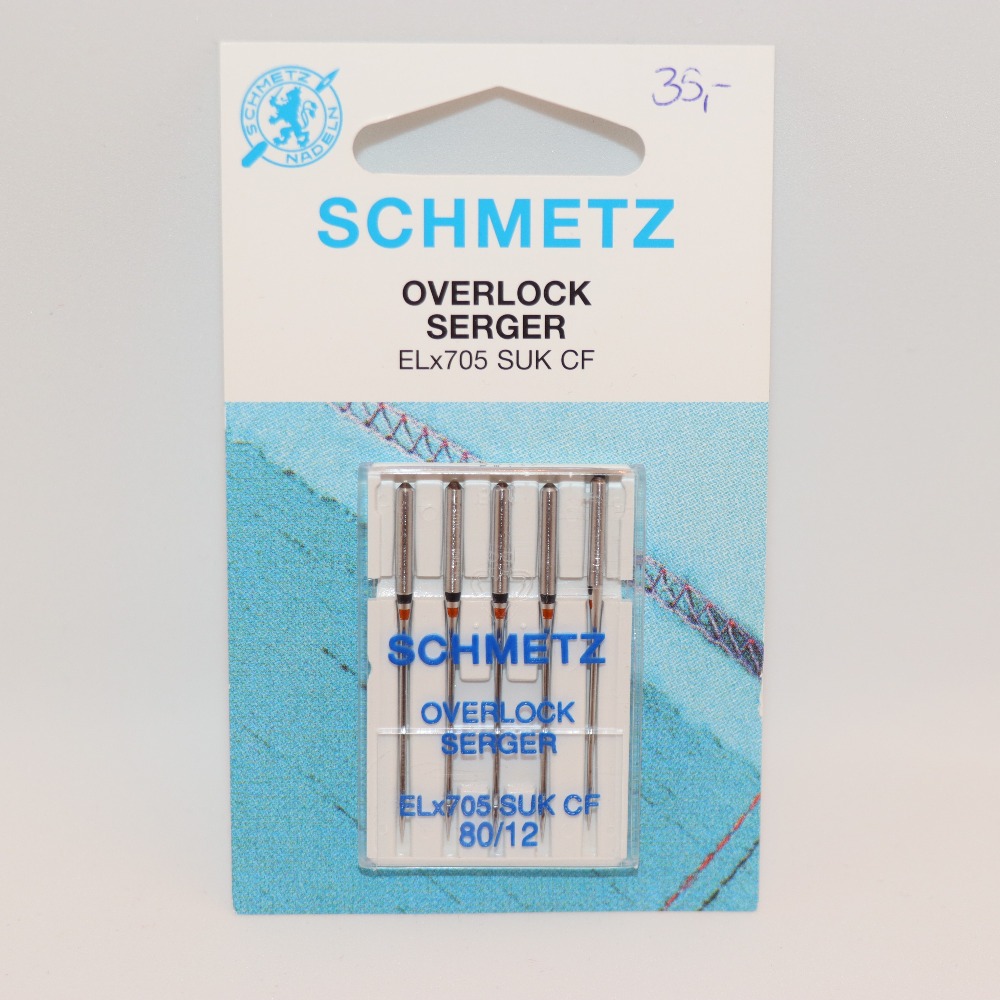 SCHMETZ
NADELN
35,-
SCHMETZ
OVERLOCK
SERGER
ELx705 SUK CF
SCHMETZ
OVERLOCK
SERGER
ELx705 SUK CF
80/12